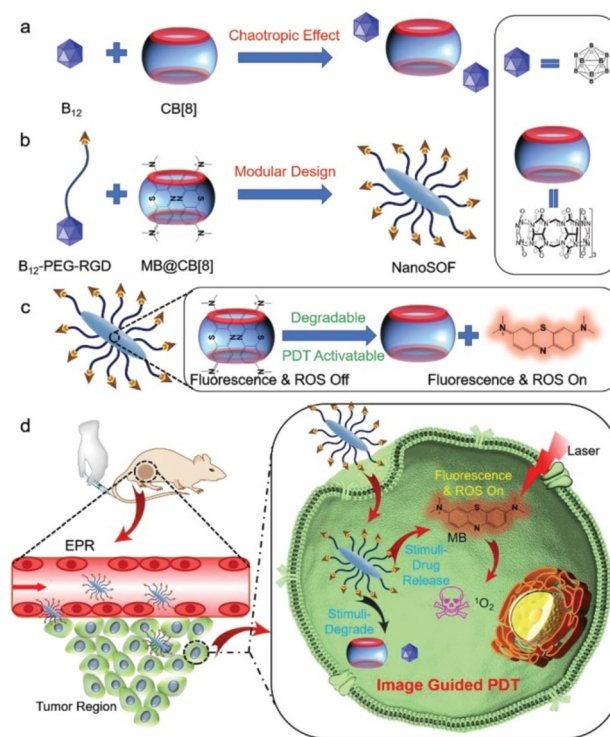 a
Chaotropic Effect
B₁₂
CB[8]
b
Modular Design
N
N
S
NN
S
N
N
B₁₂-PEG-RGD
MB@CB[8]
NanoSOF
c
Degradable
PDT Activatable
Fluorescence & ROS Off
Fluorescence & ROS On
d
Laser
Fluorescence
& ROS On
MB
EPR
Stimuli-
Drug
Release
¹O₂
Stimuli-
Degrade
Image Guided PDT
Tumor Region